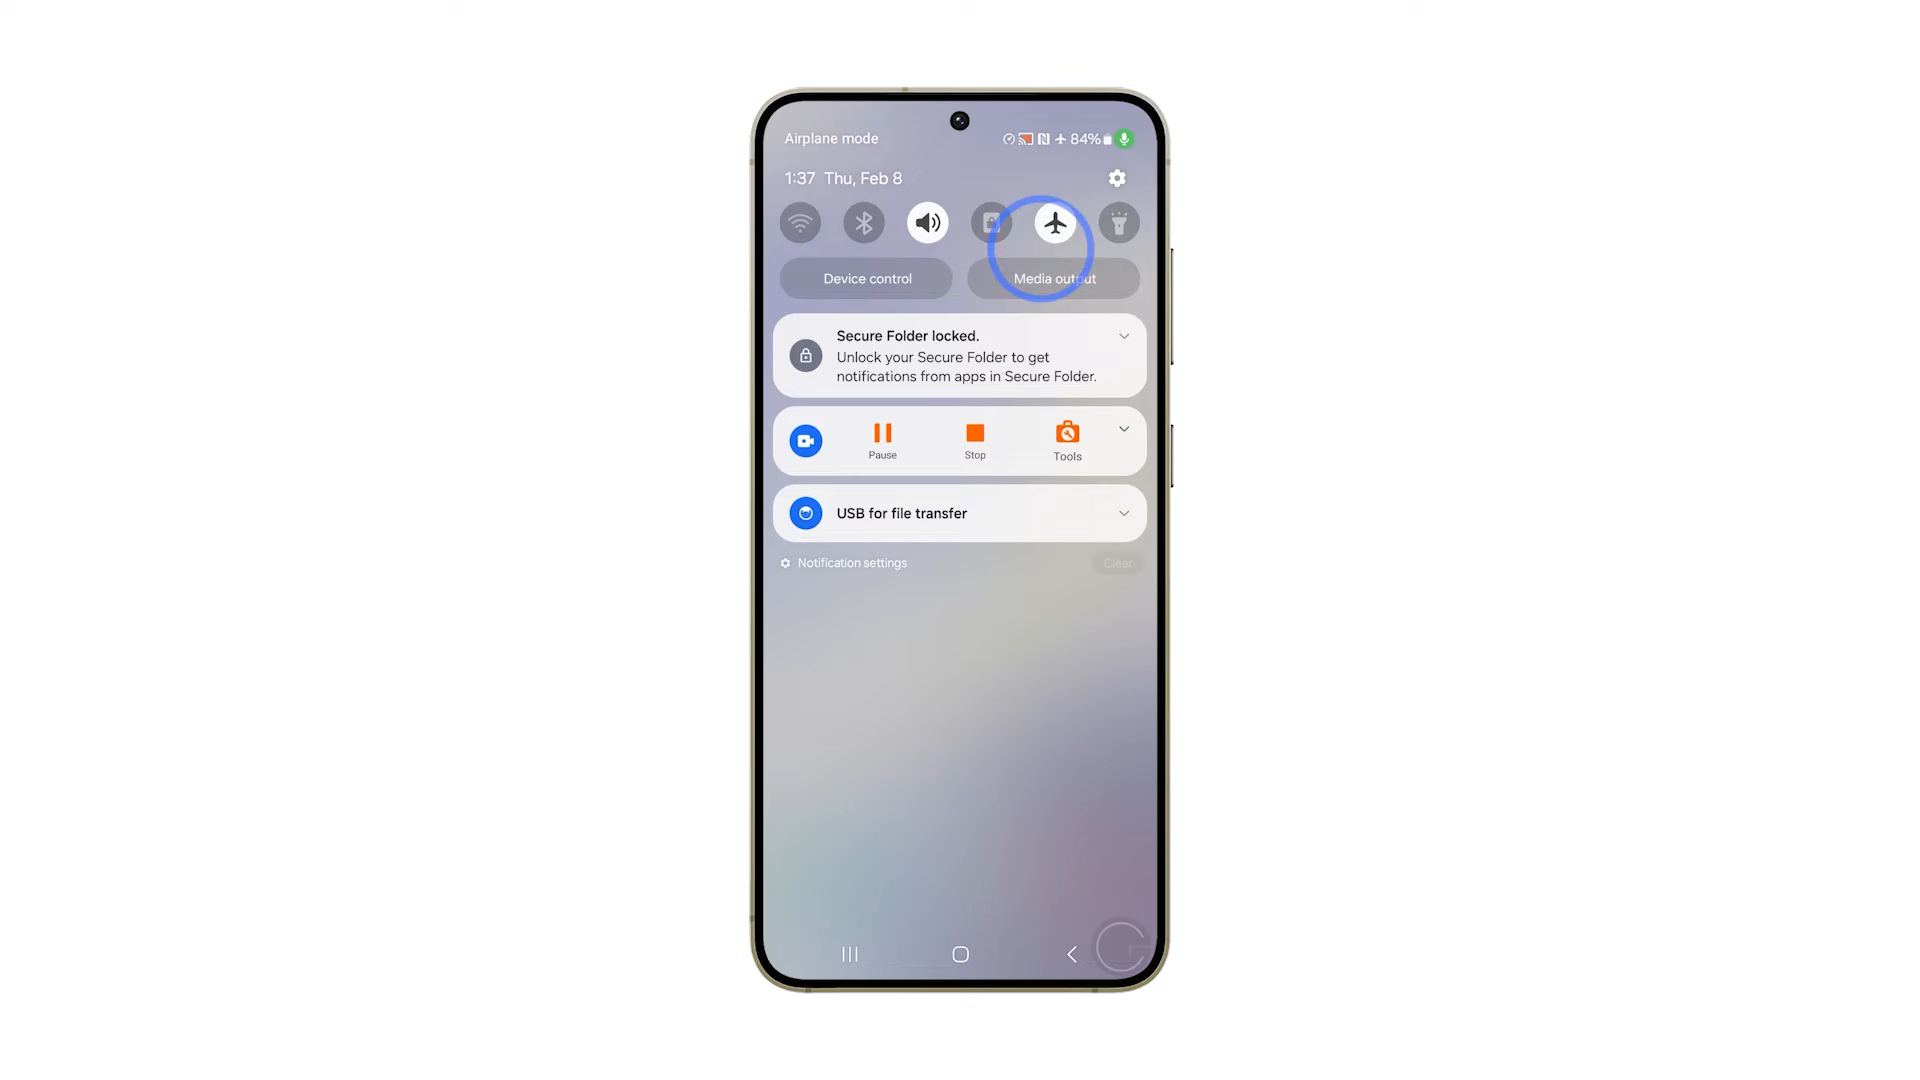 Airplane mode
84%
1:37 Thu, Feb 8
Device control
Media output
Secure Folder locked.
Unlock your Secure Folder to get
notifications from apps in Secure Folder.
Pause
Stop
Tools
USB for file transfer
Notification settings
Clear